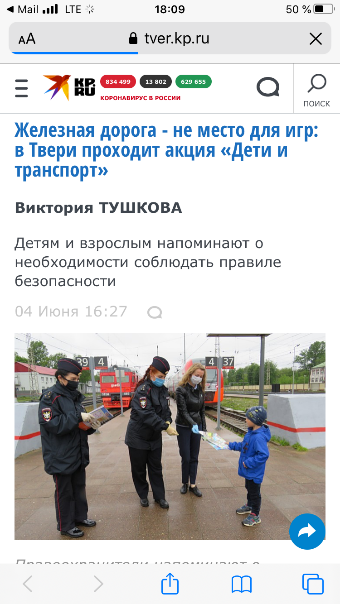 Mail LTE 18:09 50 %
AA tver.kp.ru
KP.RU 834 499 13 802 629 655
КОРОНАВИРУС В РОССИИ
ПОИСК
Железная дорога - не место для игр:
в Твери проходит акция «Дети и
транспорт»
Виктория ТУШКОВА
Детям и взрослым напоминают о
необходимости соблюдать правиле
безопасности
04 Июня 16:27
39 4 4 37
Правоохранители напоминают о